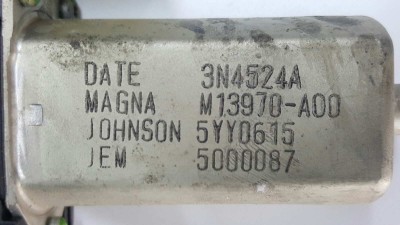 DATE 3N4524A
MAGNA M13970-A00
JOHNSON 5YY0615
JEM 5000087